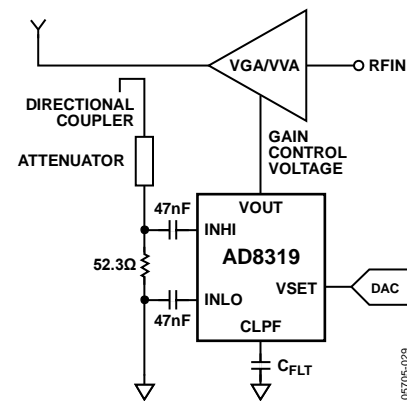 VGA/VVA
RFIN
DIRECTIONAL
COUPLER
ATTENUATOR
GAIN
CONTROL
VOLTAGE
47nF
VOUT
INHI
AD8319
52.3Ω
VSET
DAC
INLO
47nF
CLPF
CFLT
05705-029